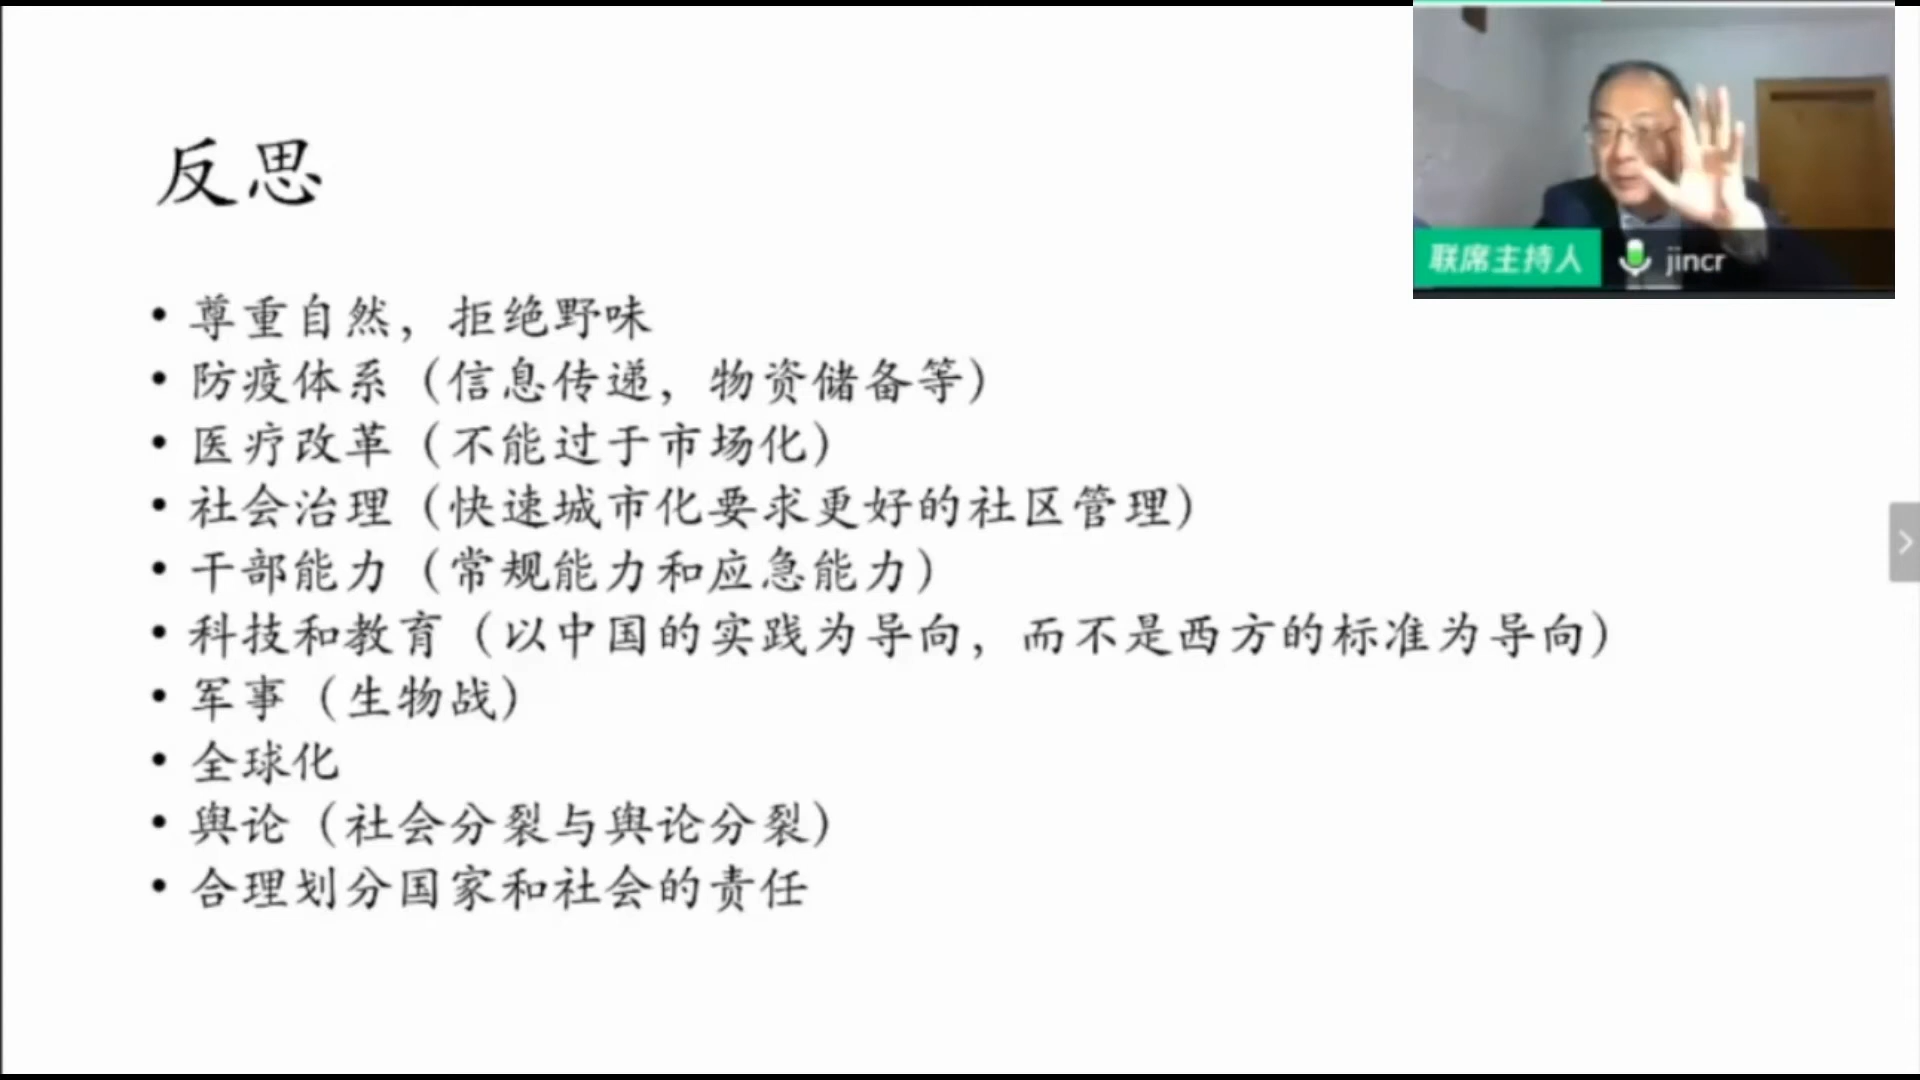 反思
• 尊重自然，拒绝野味
• 防疫体系（信息传递，物资储备等）
• 医疗改革（不能过于市场化）
• 社会治理（快速城市化要求更好的社区管理）
• 干部能力（常规能力和应急能力）
• 科技和教育（以中国的实践为导向，而不是西方的标准为导向）
• 军事（生物战）
• 全球化
• 舆论（社会分裂与舆论分裂）
• 合理划分国家和社会的责任
联席主持人 jincr